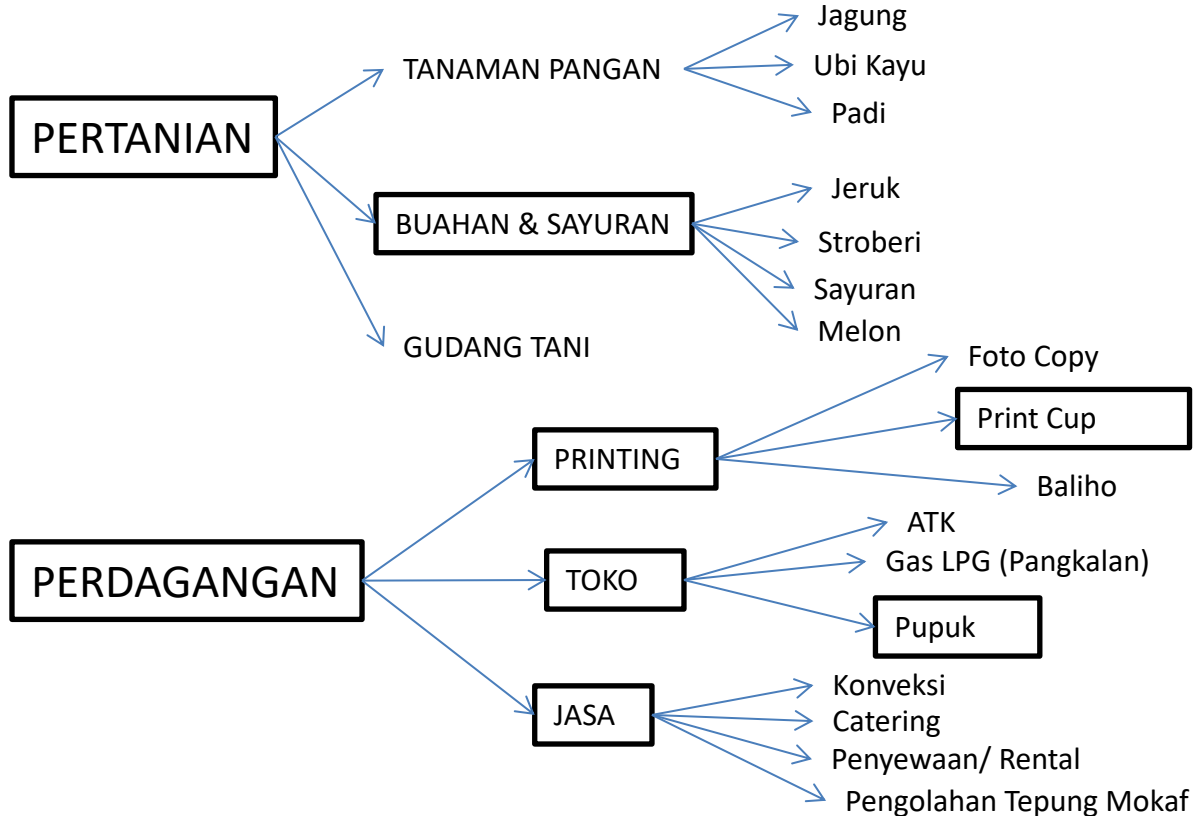 PERTANIAN
TANAMAN PANGAN
Jagung
Ubi Kayu
Padi
BUAHAN & SAYURAN
Jeruk
Stroberi
Sayuran
Melon
GUDANG TANI
PERDAGANGAN
PRINTING
Foto Copy
Print Cup
Baliho
TOKO
ATK
Gas LPG (Pangkalan)
Pupuk
JASA
Konveksi
Catering
Penyewaan/ Rental
Pengolahan Tepung Mokaf